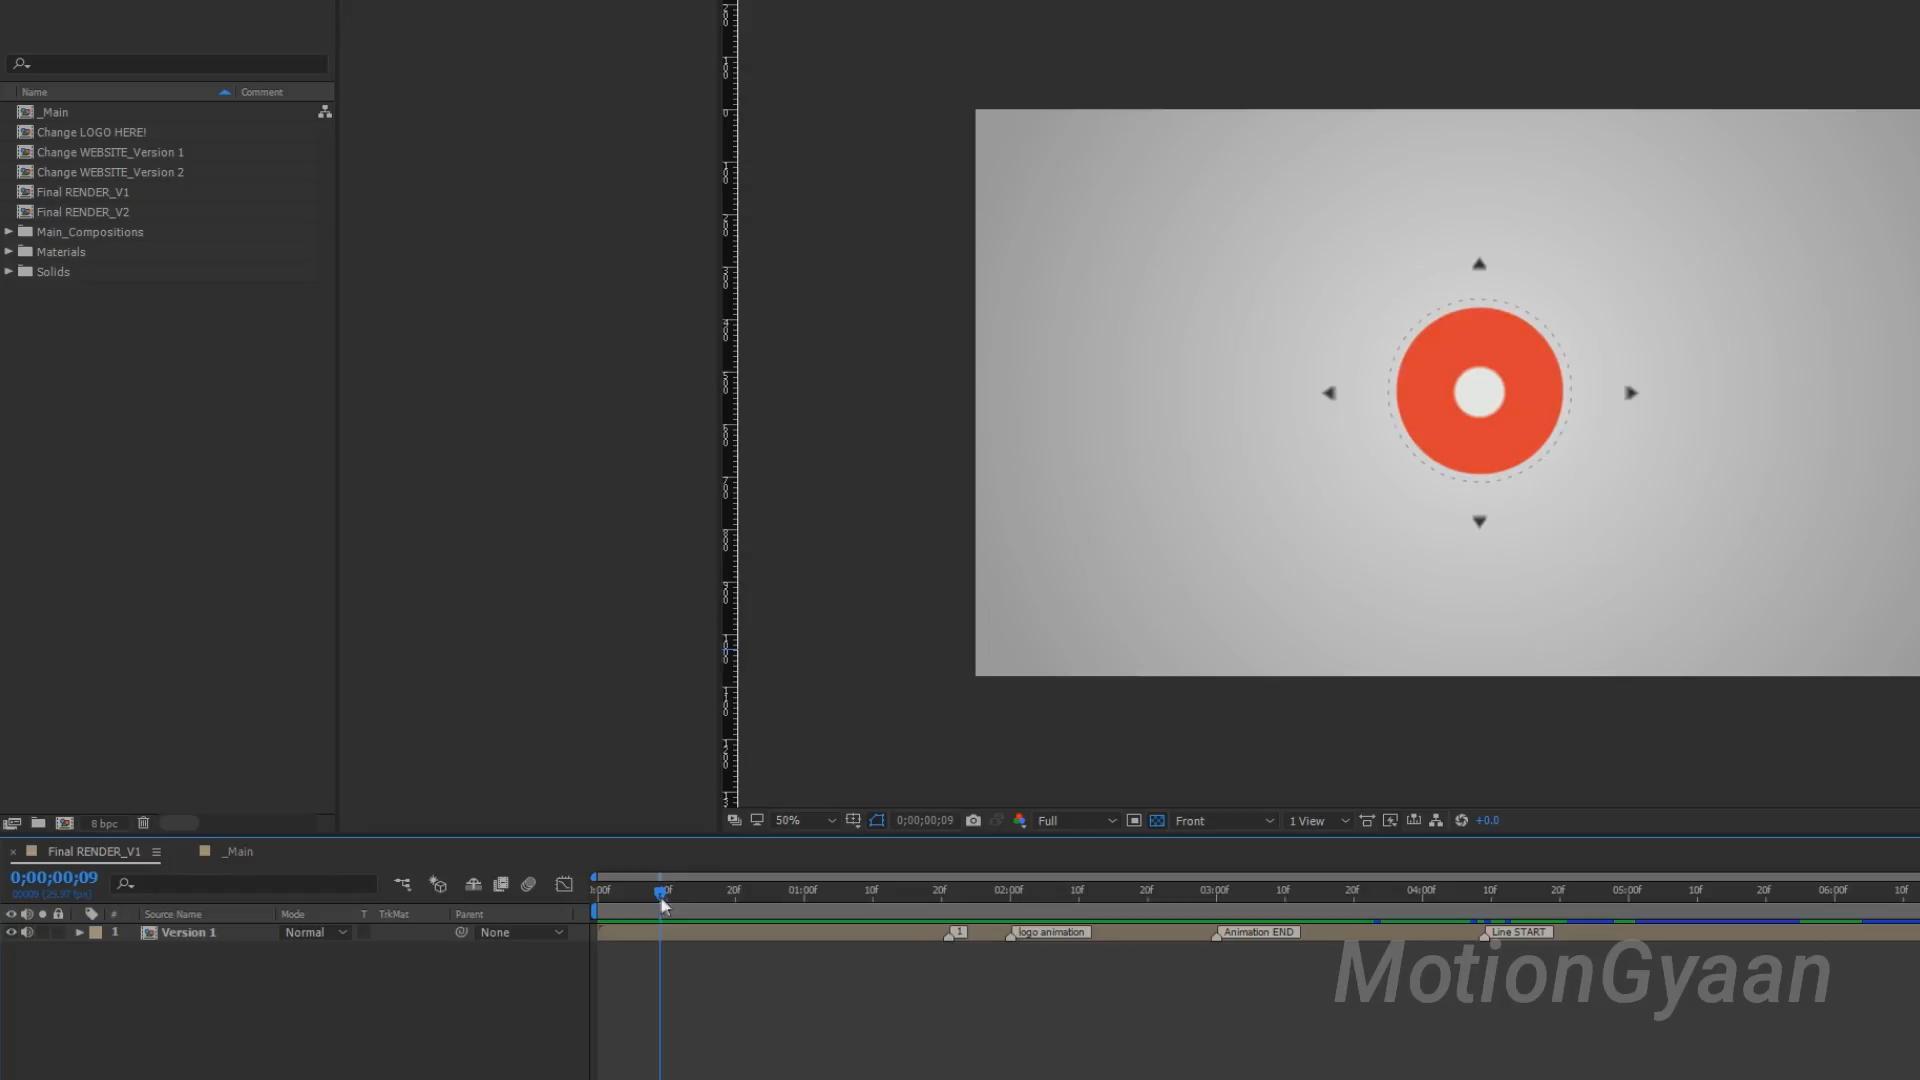 Name Comment
_Main
Change LOGO HERE!
Change WEBSITE_Version 1
Change WEBSITE_Version 2
Final RENDER_V1
Final RENDER_V2
Main_Compositions
Materials
Solids
8 bpc
50% 0;00;00;09 Full Front 1 View +0.0
Final RENDER_V1 _Main
0;00;00;09
00009 (29.97 fps)
20f 01:00f 10f 20f 02:00f 10f 20f 03:00f 10f 20f 04:00f 10f 20f 05:00f 10f 20f 06:00f 10f
# Source Name Mode T TrkMat Parent
1 Version 1 Normal None 1 logo animation Animation END Line START
MotionGyaan